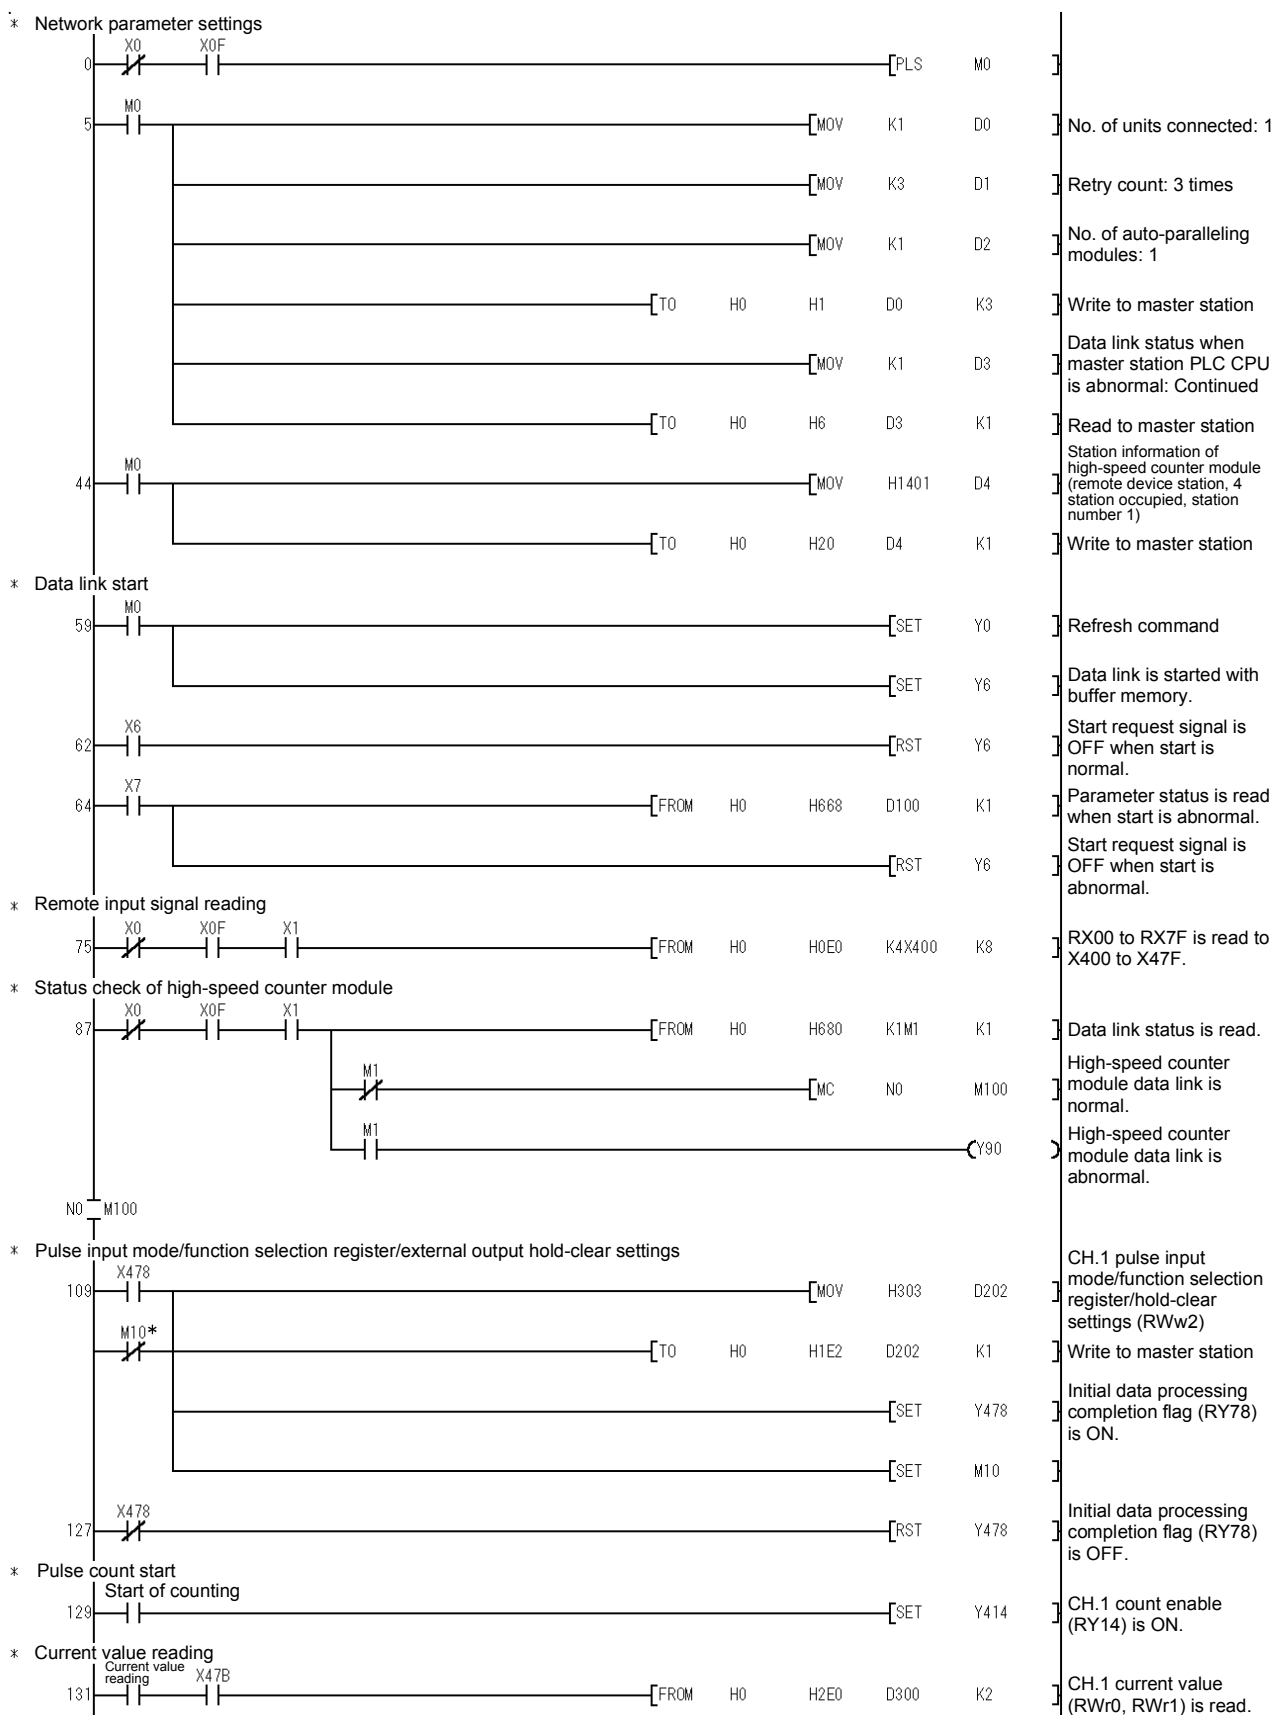 * Network parameter settings
X0 X0F
0 PLS M0
M0
5 MOV K1 D0 No. of units connected: 1
MOV K3 D1 Retry count: 3 times
MOV K1 D2 No. of auto-paralleling
modules: 1
TO H0 H1 D0 K3 Write to master station
MOV K1 D3 Data link status when
master station PLC CPU
is abnormal: Continued
TO H0 H6 D3 K1 Read to master station
M0
44 MOV H1401 D4 Station information of
high-speed counter module
(remote device station, 4
station occupied, station
number 1)
TO H0 H20 D4 K1 Write to master station
* Data link start
M0
59 SET Y0 Refresh command
SET Y6 Data link is started with
buffer memory.
X6
62 RST Y6 Start request signal is
OFF when start is
normal.
X7
64 FROM H0 H668 D100 K1 Parameter status is read
when start is abnormal.
RST Y6 Start request signal is
OFF when start is
abnormal.
* Remote input signal reading
X0 X0F X1
75 FROM H0 H0E0 K4X400 K8 RX00 to RX7F is read to
X400 to X47F.
* Status check of high-speed counter module
X0 X0F X1
87 FROM H0 H680 K1M1 K1 Data link status is read.
M1
MC N0 M100 High-speed counter
module data link is
normal.
M1
Y90 High-speed counter
module data link is
abnormal.
N0 M100
* Pulse input mode/function selection register/external output hold-clear settings
X478
109 MOV H303 D202 CH.1 pulse input
mode/function selection
register/hold-clear
settings (RWw2)
M10*
TO H0 H1E2 D202 K1 Write to master station
SET Y478 Initial data processing
completion flag (RY78)
is ON.
SET M10
X478
127 RST Y478 Initial data processing
completion flag (RY78)
is OFF.
* Pulse count start
Start of counting
129 SET Y414 CH.1 count enable
(RY14) is ON.
* Current value reading
Current value
reading X47B
131 FROM H0 H2E0 D300 K2 CH.1 current value
(RWr0, RWr1) is read.